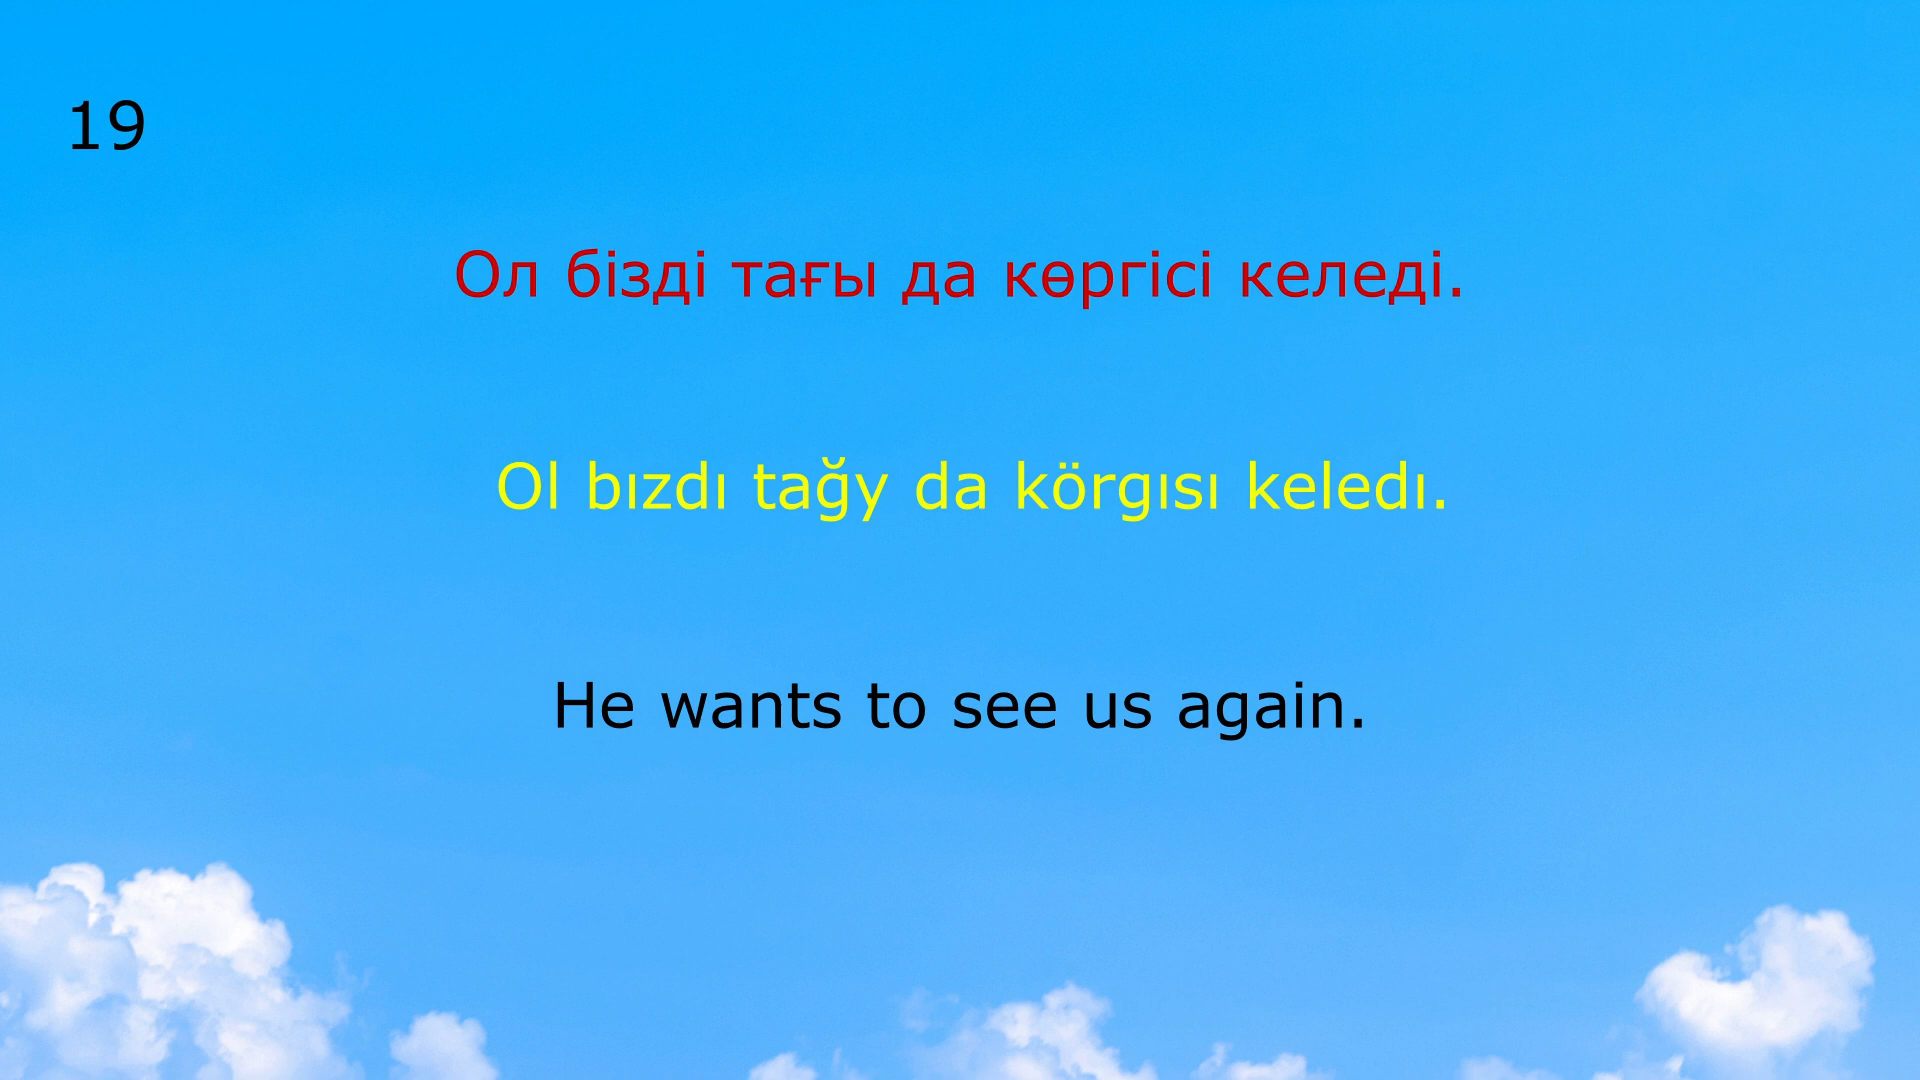 19
Ол бізді тағы да көргісі келеді.
Ol bızdı tağy da körgısı keledı.
He wants to see us again.